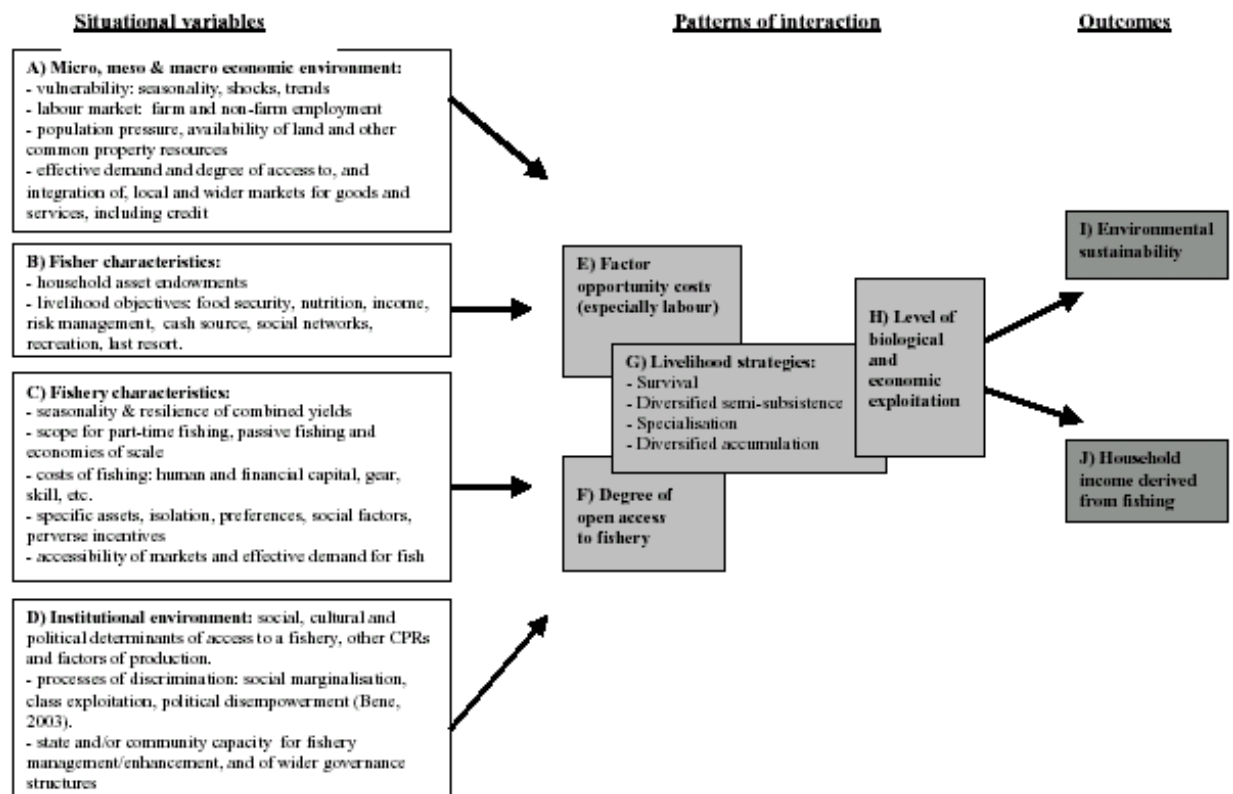 Situational variables
Patterns of interaction
Outcomes
A) Micro, meso & macro economic environment:
- vulnerability: seasonality, shocks, trends
- labour market: farm and non-farm employment
- population pressure, availability of land and other
common property resources
- effective demand and degree of access to, and
integration of, local and wider markets for goods and
services, including credit
B) Fisher characteristics:
- household asset endowments
- livelihood objectives: food security, nutrition, income,
risk management, cash source, social networks,
recreation, last resort.
C) Fishery characteristics:
- seasonality & resilience of combined yields
- scope for part-time fishing, passive fishing and
economies of scale
- costs of fishing: human and financial capital, gear,
skill, etc.
- specific assets, isolation, preferences, social factors,
perverse incentives
- accessibility of markets and effective demand for fish
D) Institutional environment: social, cultural and
political determinants of access to a fishery, other CPRs
and factors of production.
- processes of discrimination: social marginalisation,
class exploitation, political disempowerment (Bene,
2003).
- state and/or community capacity for fishery
management/enhancement, and of wider governance
structures
E) Factor
opportunity costs
(especially labour)
G) Livelihood strategies:
- Survival
- Diversified semi-subsistence
- Specialisation
- Diversified accumulation
F) Degree of
open access
to fishery
H) Level of
biological
and
economic
exploitation
I) Environmental
sustainability
J) Household
income derived
from fishing